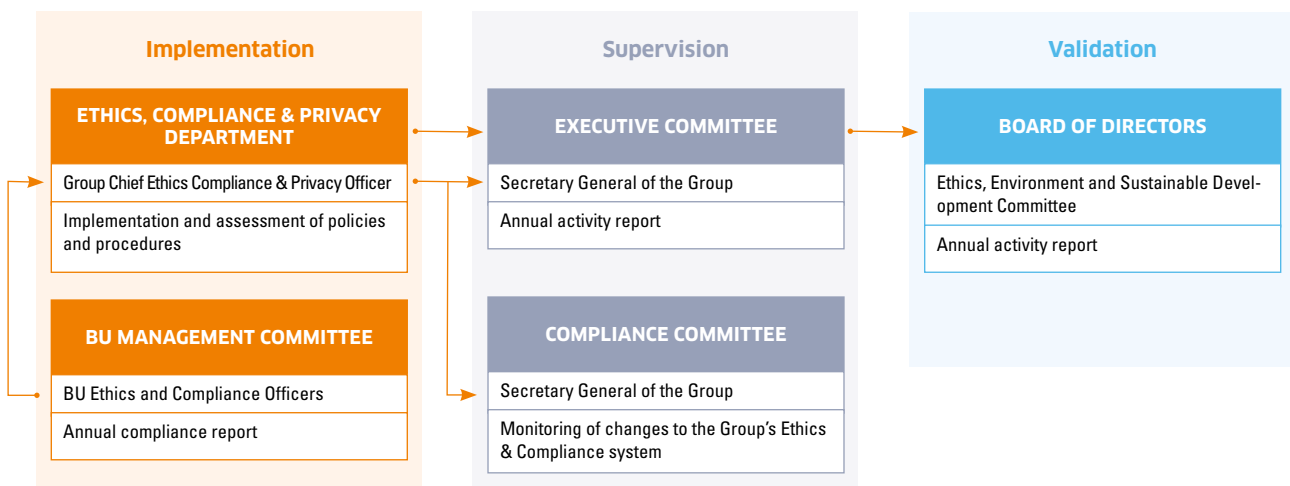 Implementation
ETHICS, COMPLIANCE & PRIVACY
DEPARTMENT
Group Chief Ethics Compliance & Privacy Officer
Implementation and assessment of policies
and procedures
BU MANAGEMENT COMMITTEE
BU Ethics and Compliance Officers
Annual compliance report
Supervision
EXECUTIVE COMMITTEE
Secretary General of the Group
Annual activity report
COMPLIANCE COMMITTEE
Secretary General of the Group
Monitoring of changes to the Group's Ethics
& Compliance system
Validation
BOARD OF DIRECTORS
Ethics, Environment and Sustainable Devel-
opment Committee
Annual activity report